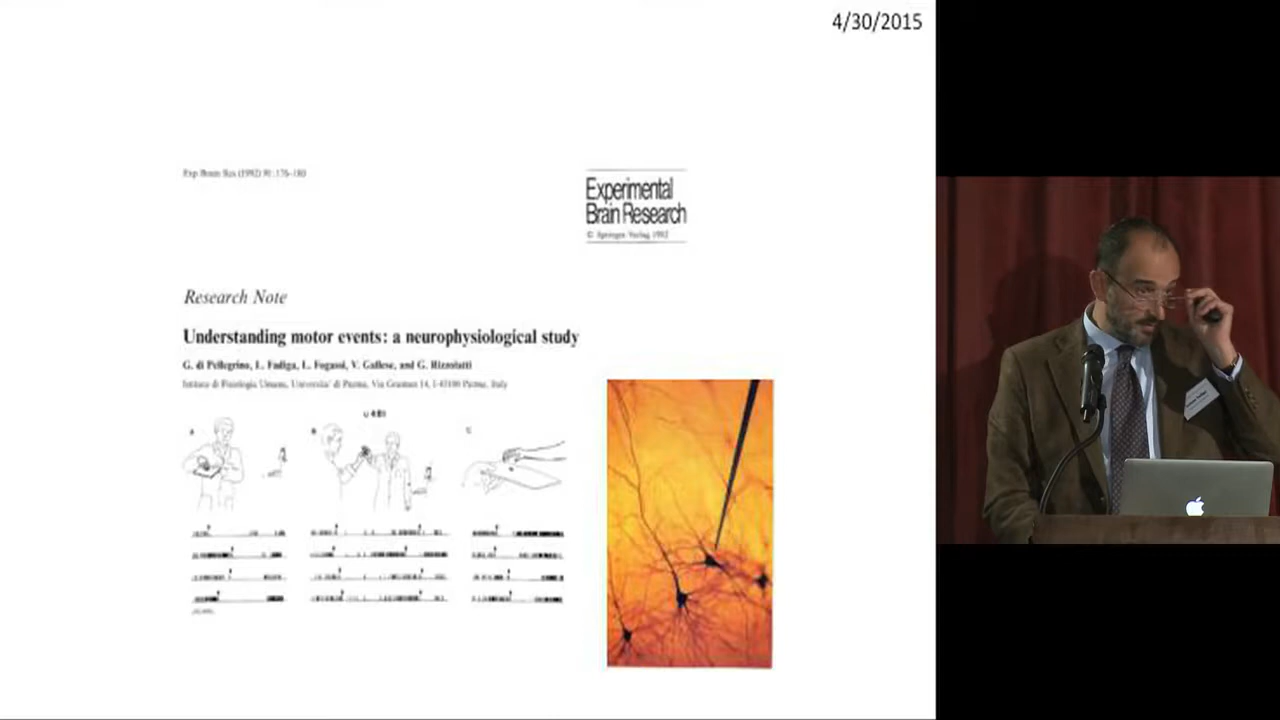 4/30/2015
Exp Brain Res (1992) 91:176-180
Experimental
Brain Research
© Springer-Verlag 1992
Research Note
Understanding motor events: a neurophysiological study
G. di Pellegrino, L. Fadiga, L. Fogassi, V. Gallese, and G. Rizzolatti
Istituto di Fisiologia Umana, Universita' di Parma, Via Gramsci 14, I-43100 Parma, Italy
A
B
C